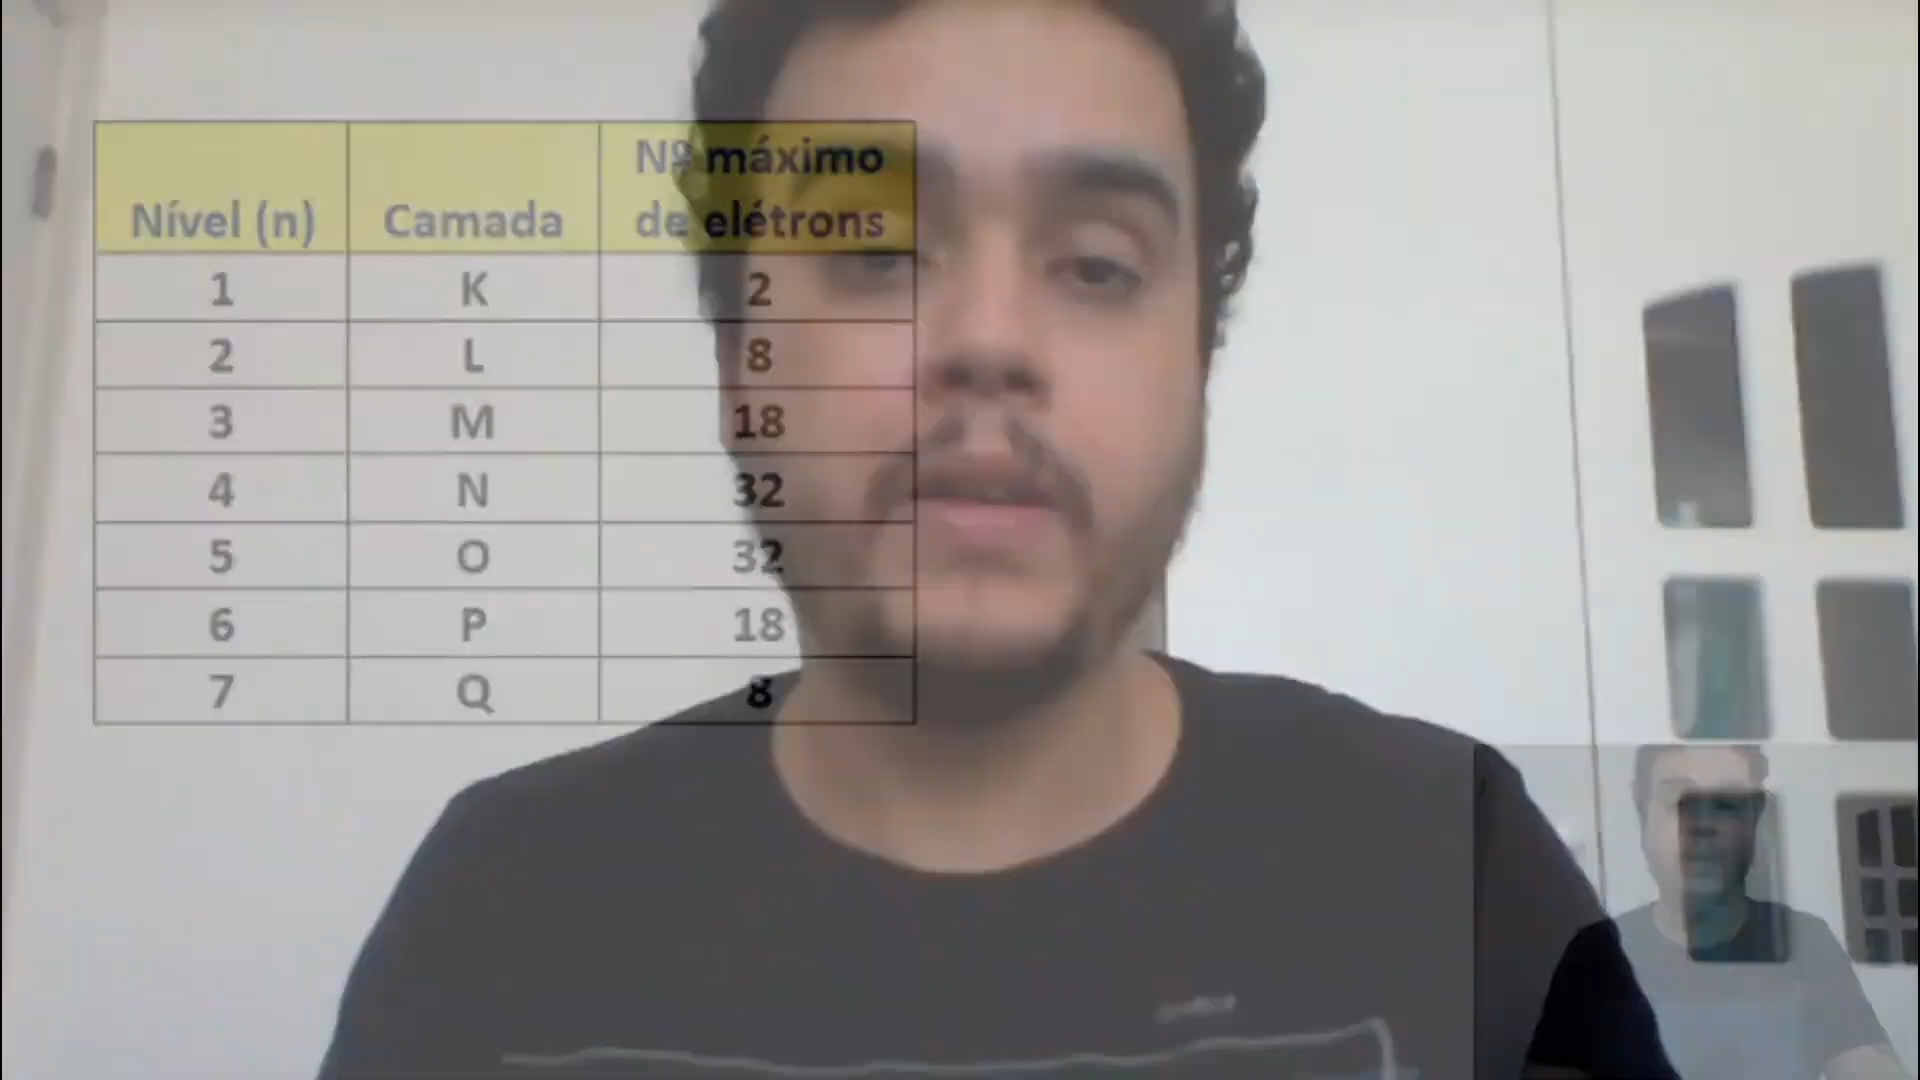 Nível (n) Camada Nº máximo de elétrons
1 K 2
2 L 8
3 M 18
4 N 32
5 O 32
6 P 18
7 Q 8